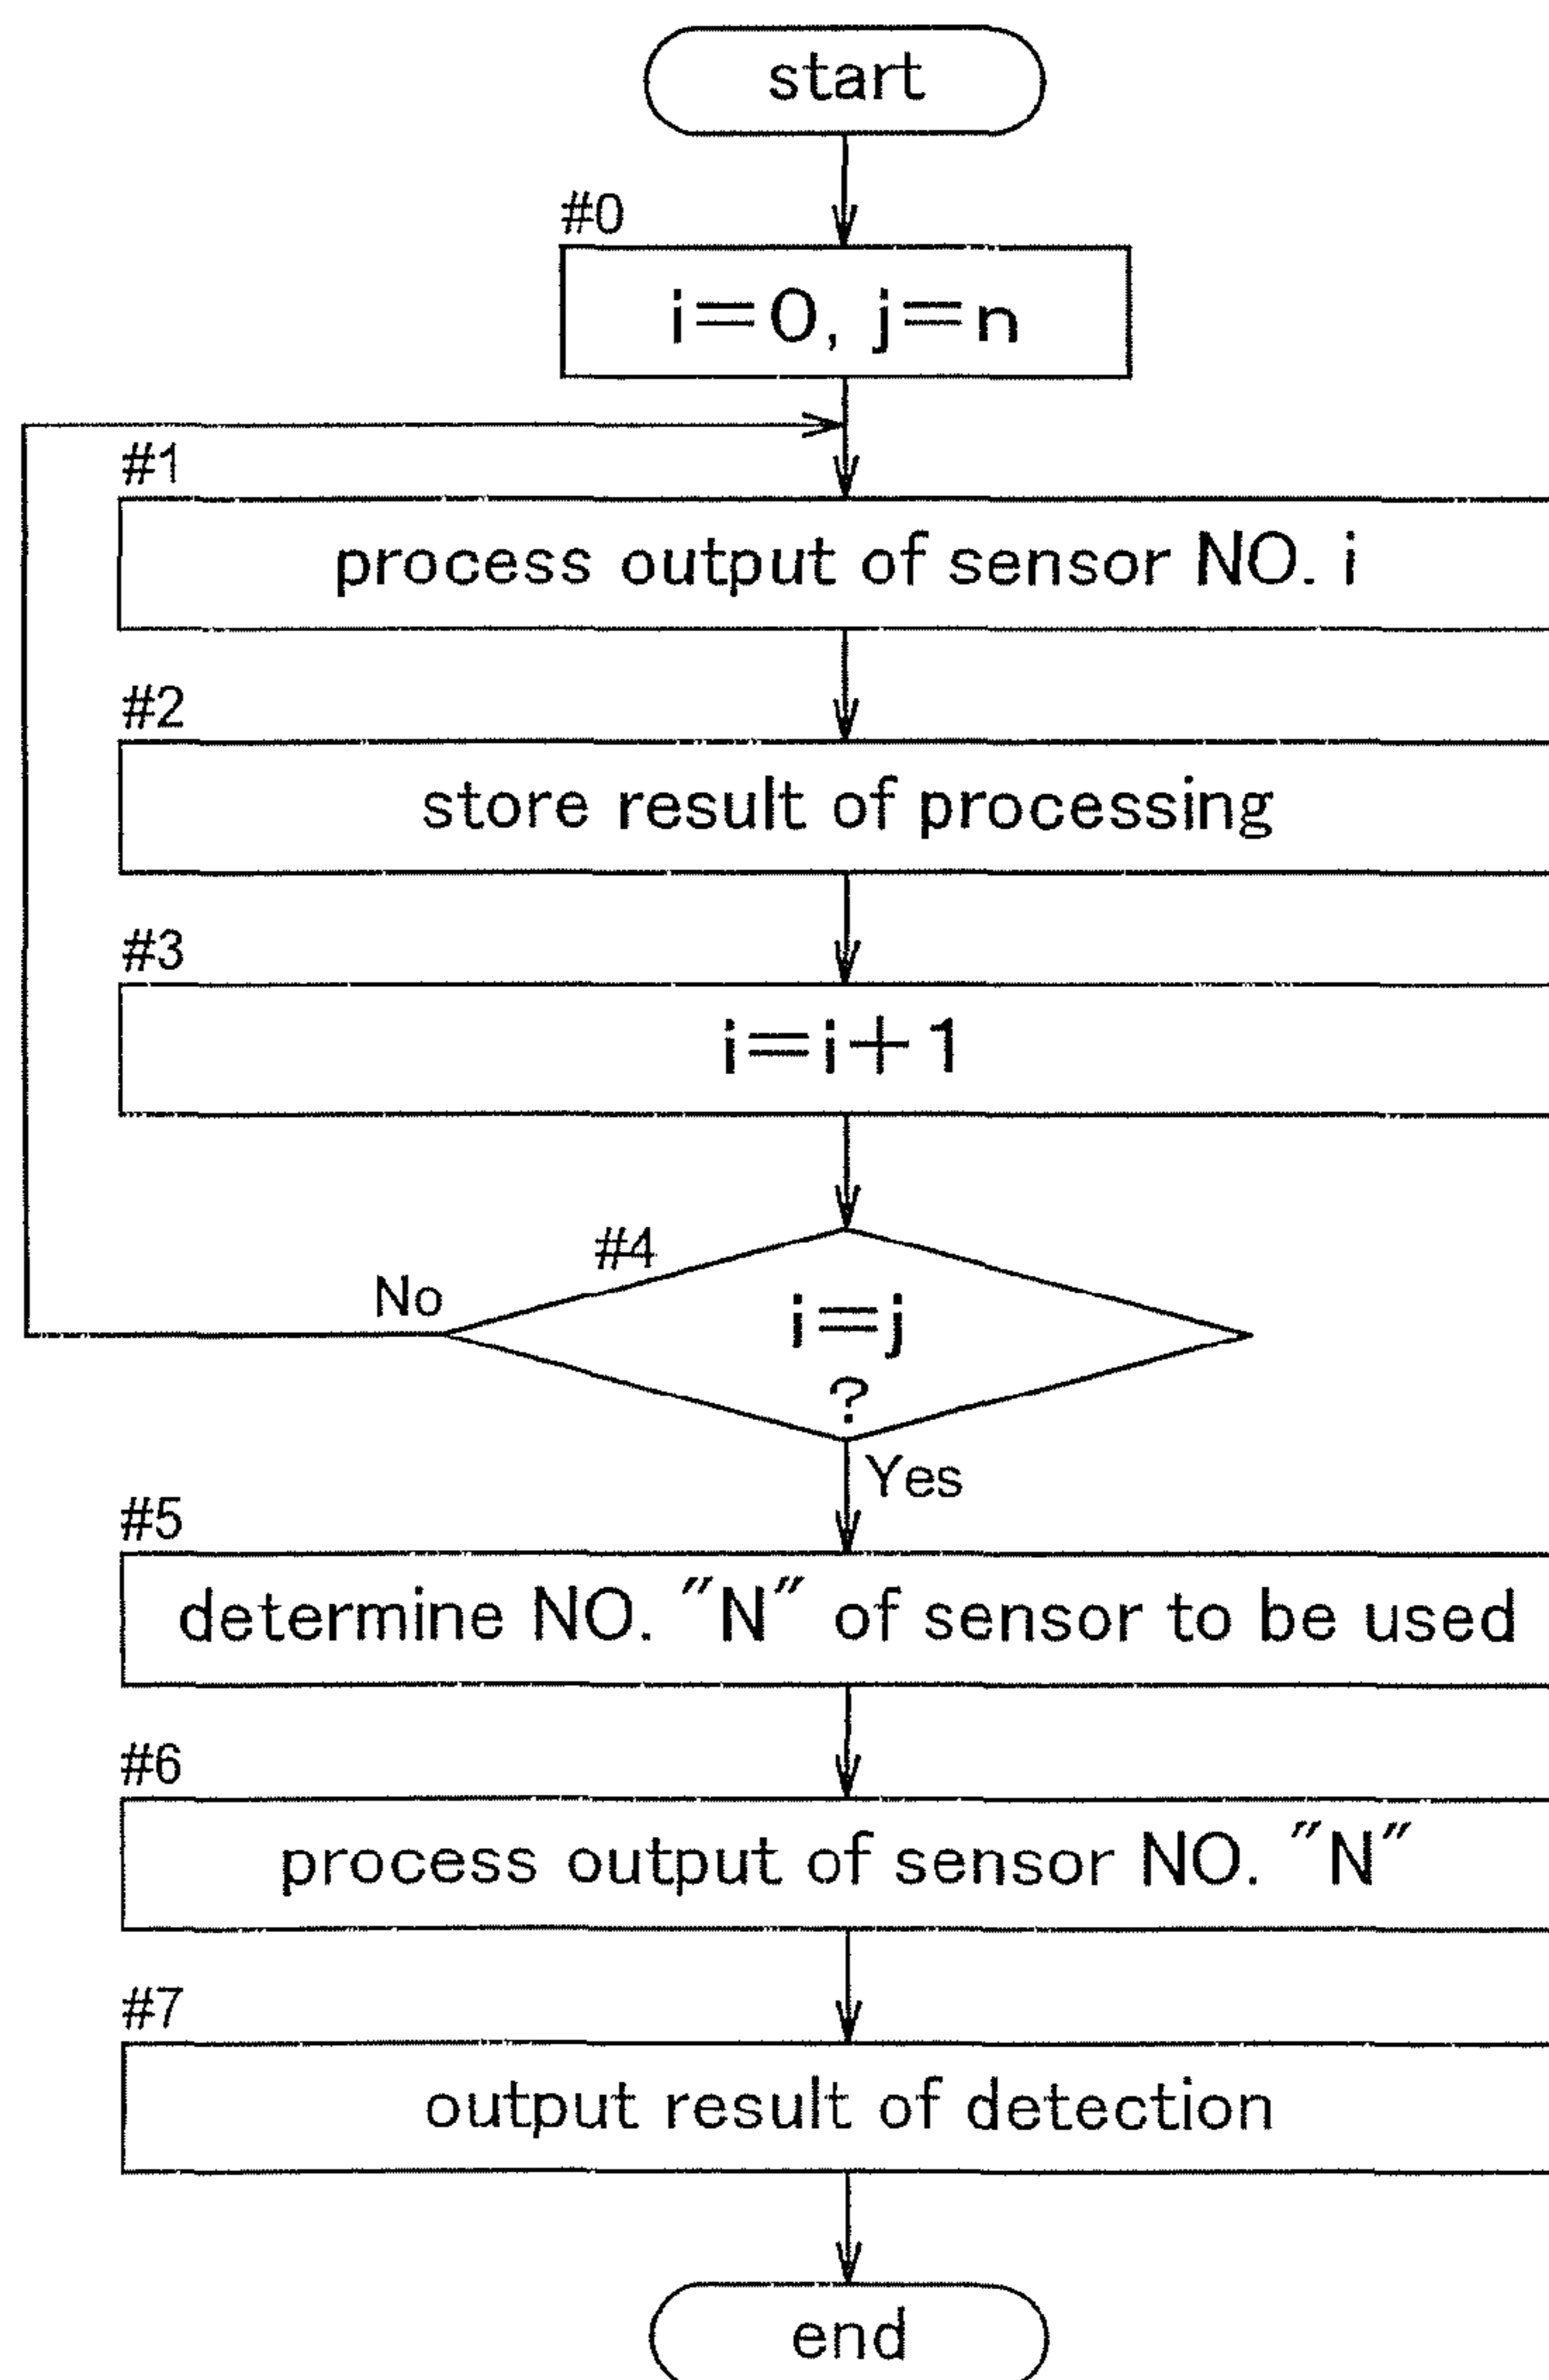 start
#0
i=0, j=n
#1
process output of sensor NO. i
#2
store result of processing
#3
i=i+1
#4
No
i=j
?
Yes
#5
determine NO. "N" of sensor to be used
#6
process output of sensor NO. "N"
#7
output result of detection
end